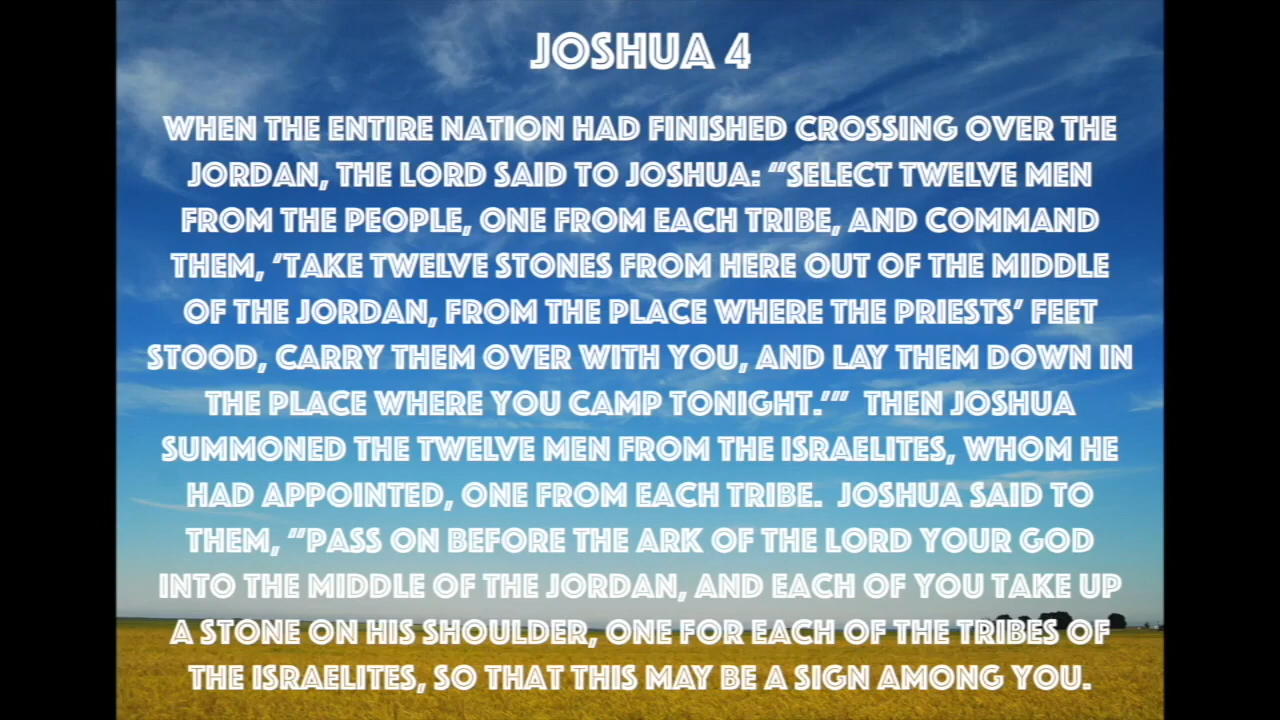 JOSHUA 4
WHEN THE ENTIRE NATION HAD FINISHED CROSSING OVER THE
JORDAN, THE LORD SAID TO JOSHUA: “SELECT TWELVE MEN
FROM THE PEOPLE, ONE FROM EACH TRIBE, AND COMMAND
THEM, ‘TAKE TWELVE STONES FROM HERE OUT OF THE MIDDLE
OF THE JORDAN, FROM THE PLACE WHERE THE PRIESTS’ FEET
STOOD, CARRY THEM OVER WITH YOU, AND LAY THEM DOWN IN
THE PLACE WHERE YOU CAMP TONIGHT.’”  THEN JOSHUA
SUMMONED THE TWELVE MEN FROM THE ISRAELITES, WHOM HE
HAD APPOINTED, ONE FROM EACH TRIBE.  JOSHUA SAID TO
THEM, “PASS ON BEFORE THE ARK OF THE LORD YOUR GOD
INTO THE MIDDLE OF THE JORDAN, AND EACH OF YOU TAKE UP
A STONE ON HIS SHOULDER, ONE FOR EACH OF THE TRIBES OF
THE ISRAELITES, SO THAT THIS MAY BE A SIGN AMONG YOU.